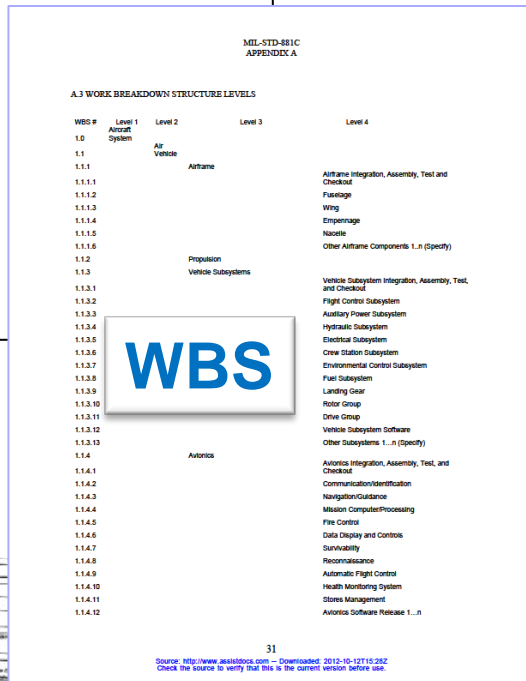 MIL-STD-881C
APPENDIX A
A.3 WORK BREAKDOWN STRUCTURE LEVELS
WBS # Level 1 Level 2 Level 3 Level 4
1.0 Aircraft System
1.1 Air Vehicle
1.1.1 Airframe
1.1.1.1 Airframe Integration, Assembly, Test and Checkout
1.1.1.2 Fuselage
1.1.1.3 Wing
1.1.1.4 Empennage
1.1.1.5 Nacelle
1.1.1.6 Other Airframe Components 1..n (Specify)
1.1.2 Propulsion
1.1.3 Vehicle Subsystems
1.1.3.1 Vehicle Subsystem Integration, Assembly, Test, and Checkout
1.1.3.2 Flight Control Subsystem
1.1.3.3 Auxiliary Power Subsystem
1.1.3.4 Hydraulic Subsystem
1.1.3.5 Electrical Subsystem
1.1.3.6 Crew Station Subsystem
1.1.3.7 Environmental Control Subsystem
1.1.3.8 Fuel Subsystem
1.1.3.9 Landing Gear
1.1.3.10 Rotor Group
1.1.3.11 Drive Group
1.1.3.12 Vehicle Subsystem Software
1.1.3.13 Other Subsystems 1…n (Specify)
WBS
1.1.4 Avionics
1.1.4.1 Avionics Integration, Assembly, Test, and Checkout
1.1.4.2 Communication/Identification
1.1.4.3 Navigation/Guidance
1.1.4.4 Mission Computer/Processing
1.1.4.5 Fire Control
1.1.4.6 Data Display and Controls
1.1.4.7 Survivability
1.1.4.8 Reconnaissance
1.1.4.9 Automatic Flight Control
1.1.4.10 Health Monitoring System
1.1.4.11 Stores Management
1.1.4.12 Avionics Software Release 1…n
31
Source: http://www.assistdocs.com -- Downloaded: 2012-10-12T15:28Z
Check the source to verify that this is the current version before use.